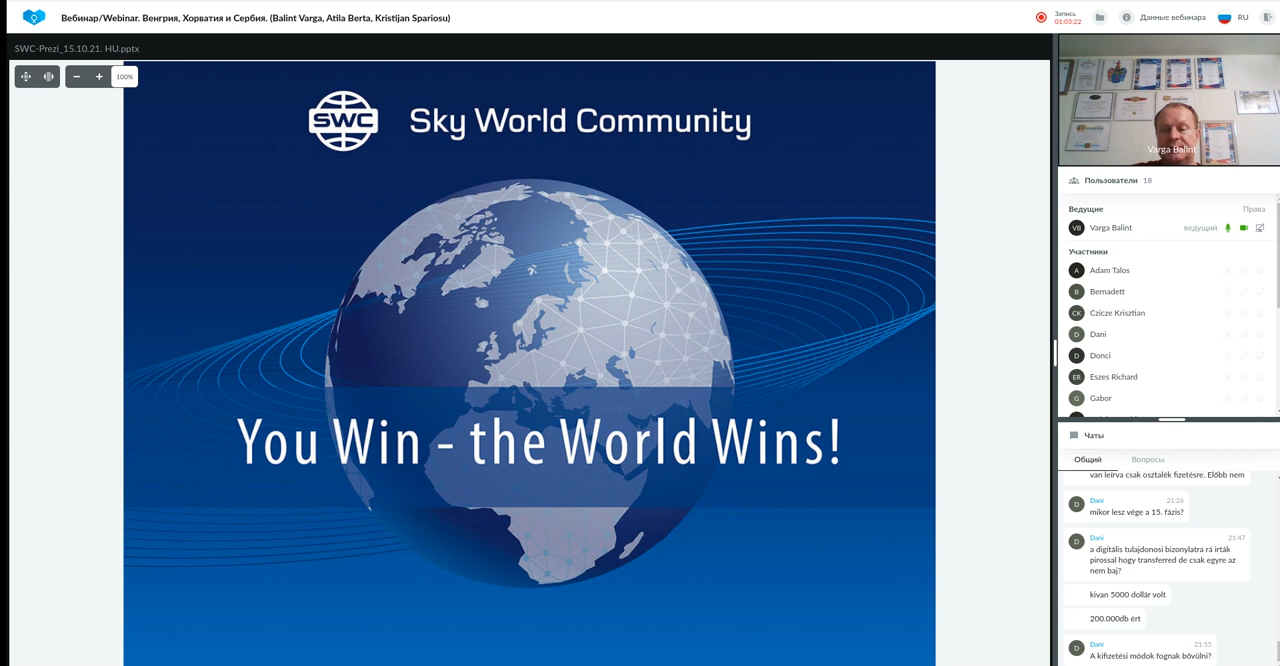 Вебинар/Webinar. Венгрия, Хорватия и Сербия. (Balint Varga, Atila Berta, Kristijan Spariosu)
Запись
01:03:22
Данные вебинара
RU
SWC-Prezi_15.10.21. HU.pptx
100%
SWC
Sky World Community
You Win - the World Wins!
Varga Balint
Пользователи 18
Ведущие
Права
VB Varga Balint ведущий
Участники
A Adam Talos
B Bernadett
CK Czicze Krisztian
D Dani
D Donci
ER Eszes Richard
G Gabor
Чаты
Общий
Вопросы
van leírva csak osztalék fizetésre. Előbb nem
D Dani 21:26
mikor lesz vége a 15. fázis?
D Dani 21:47
a digitális tulajdonosi bizonylatra rá írták
pirossal hogy transferred de csak egyre az
nem baj?
kivan 5000 dollár volt
200.000db ért
D Dani 21:55
A kifizetési módok fognak bővülni?